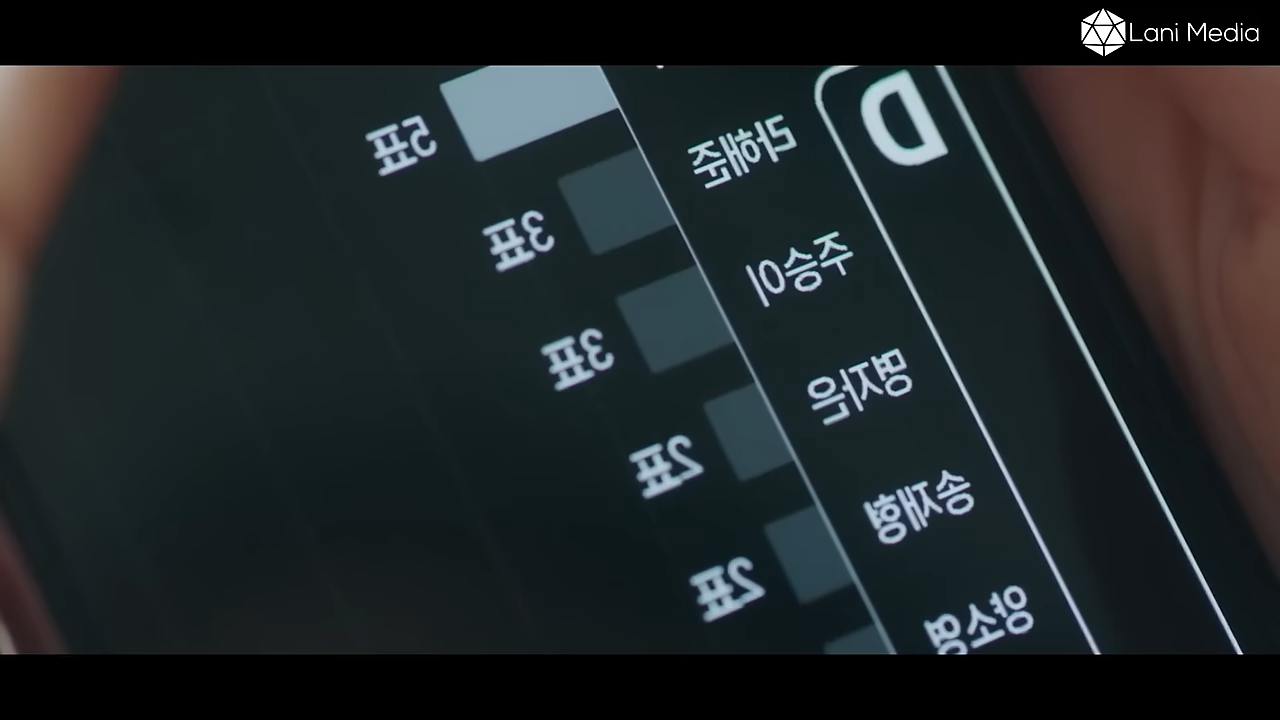 Lani Media
D
라해준 5표
주승이 3표
명자은 3표
송재형 2표
양소영 2표